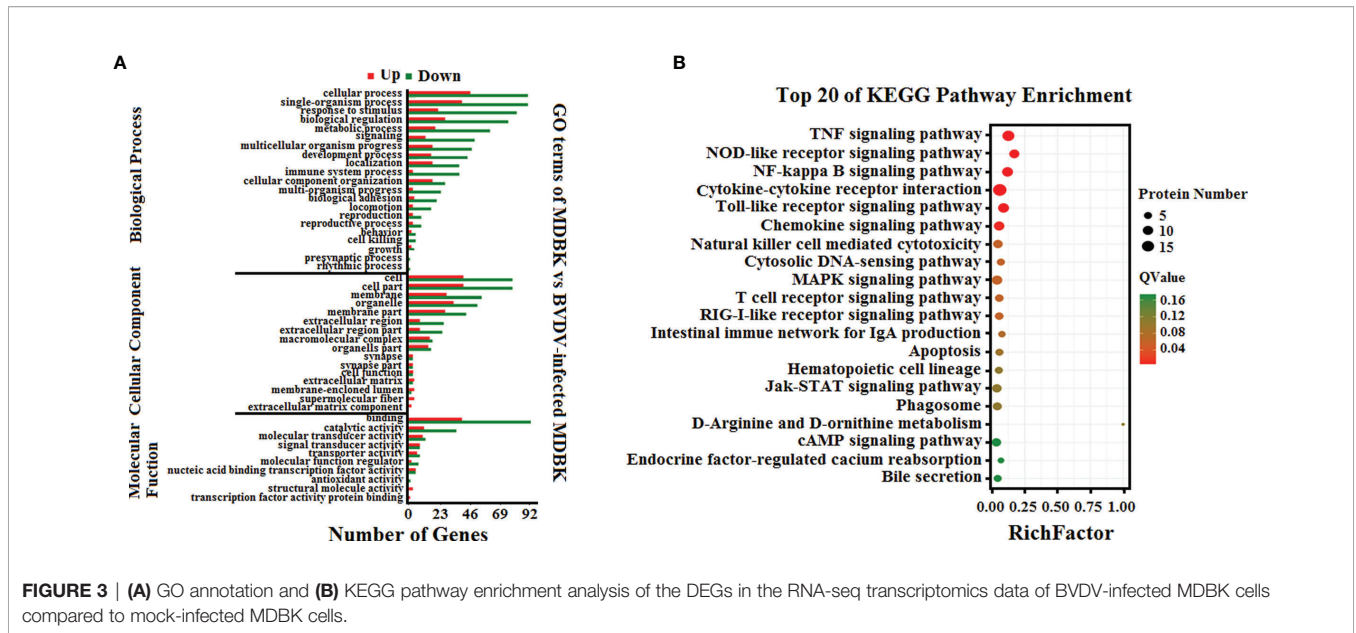 A
Up Down
Biological Process
cellular process
single-organism process
response to stimulus
biological regulation
metabolic process
signaling
multicellular organism progress
development process
localization
immune system process
cellular component organization
multi-organism progress
biological adhesion
locomotion
reproduction
reproductive process
behavior
cell killing
growth
presynaptic process
rhythmic process
Cellular Component
cell
cell part
membrane
organelle
membrane part
extracellular region
extracellular region part
macromolecular complex
organells part
synapse
synapse part
cell function
extracellular matrix
membrane-encloned lumen
supermolecular fiber
extracellular matrix component
Molecular
Fuction
binding
catalytic activity
molecular transducer activity
signal transducer activity
transporter activity
molecular function regulator
nucteic acid binding transcription factor activity
antioxidant activity
structural molecule activity
transcription factor activity protein binding
0 23 46 69 92
Number of Genes
GO terms of MDBK vs BVDV-infected MDBK
B
Top 20 of KEGG Pathway Enrichment
TNF signaling pathway
NOD-like receptor signaling pathway
NF-kappa B signaling pathway
Cytokine-cytokine receptor interaction
Toll-like receptor signaling pathway
Chemokine signaling pathway
Natural killer cell mediated cytotoxicity
Cytosolic DNA-sensing pathway
MAPK signaling pathway
T cell receptor signaling pathway
RIG-I-like receptor signaling pathway
Intestinal immue network for IgA production
Apoptosis
Hematopoietic cell lineage
Jak-STAT signaling pathway
Phagosome
D-Arginine and D-ornithine metabolism
cAMP signaling pathway
Endocrine factor-regulated cacium reabsorption
Bile secretion
0.00 0.25 0.50 0.75 1.00
RichFactor
Protein Number
5
10
15
QValue
0.16
0.12
0.08
0.04
FIGURE 3 | (A) GO annotation and (B) KEGG pathway enrichment analysis of the DEGs in the RNA-seq transcriptomics data of BVDV-infected MDBK cells
compared to mock-infected MDBK cells.